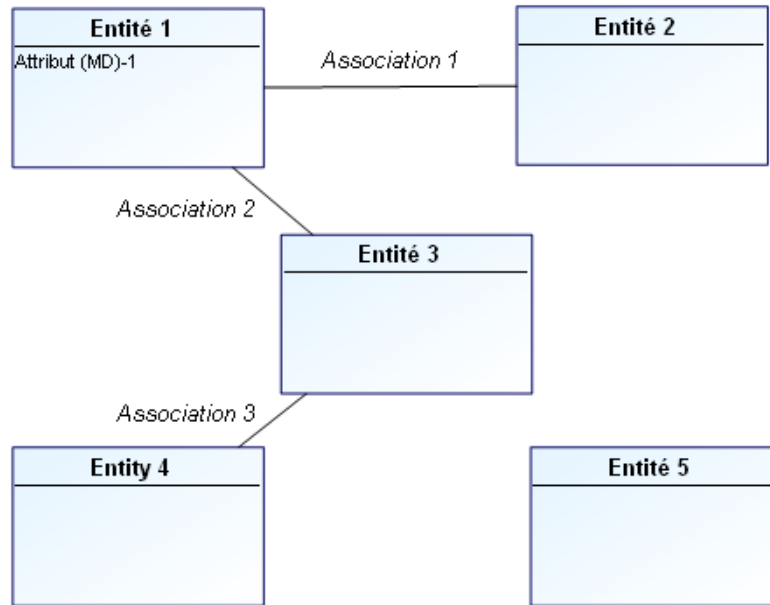 Entité 1
Entité 2
Attribut (MD)-1
Association 1
Association 2
Entité 3
Association 3
Entity 4
Entité 5